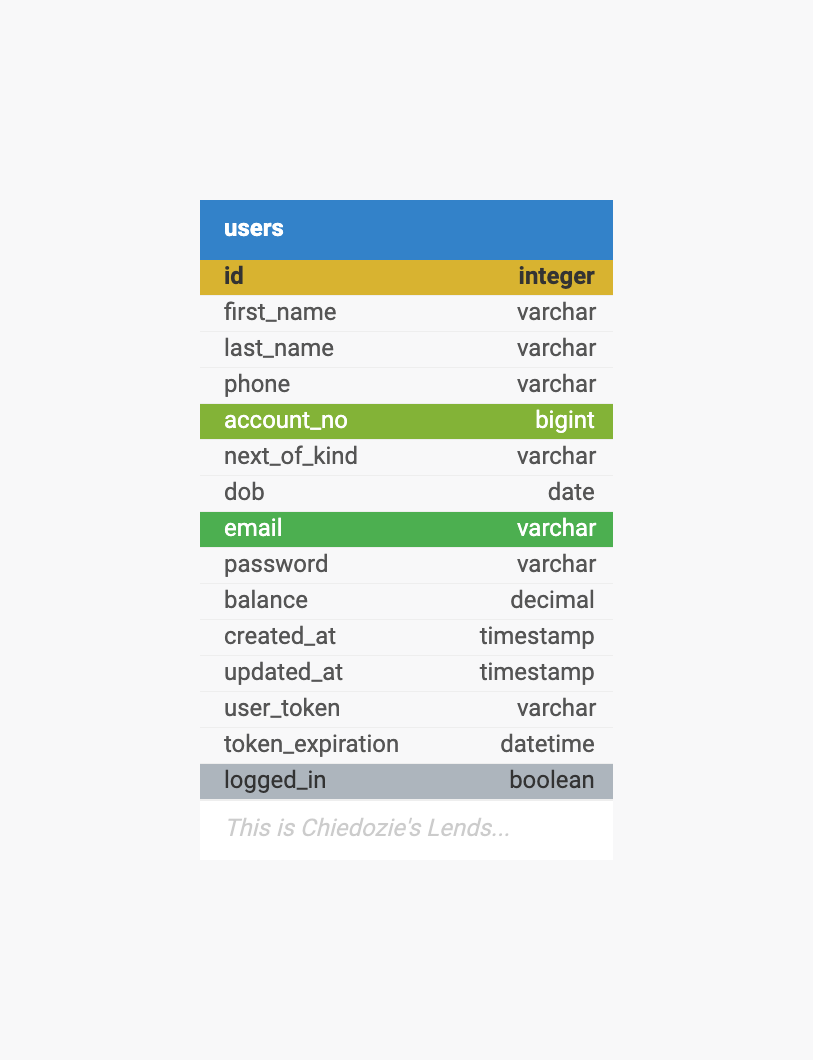 users
id integer
first_name varchar
last_name varchar
phone varchar
account_no bigint
next_of_kind varchar
dob date
email varchar
password varchar
balance decimal
created_at timestamp
updated_at timestamp
user_token varchar
token_expiration datetime
logged_in boolean
This is Chiedozie's Lends...